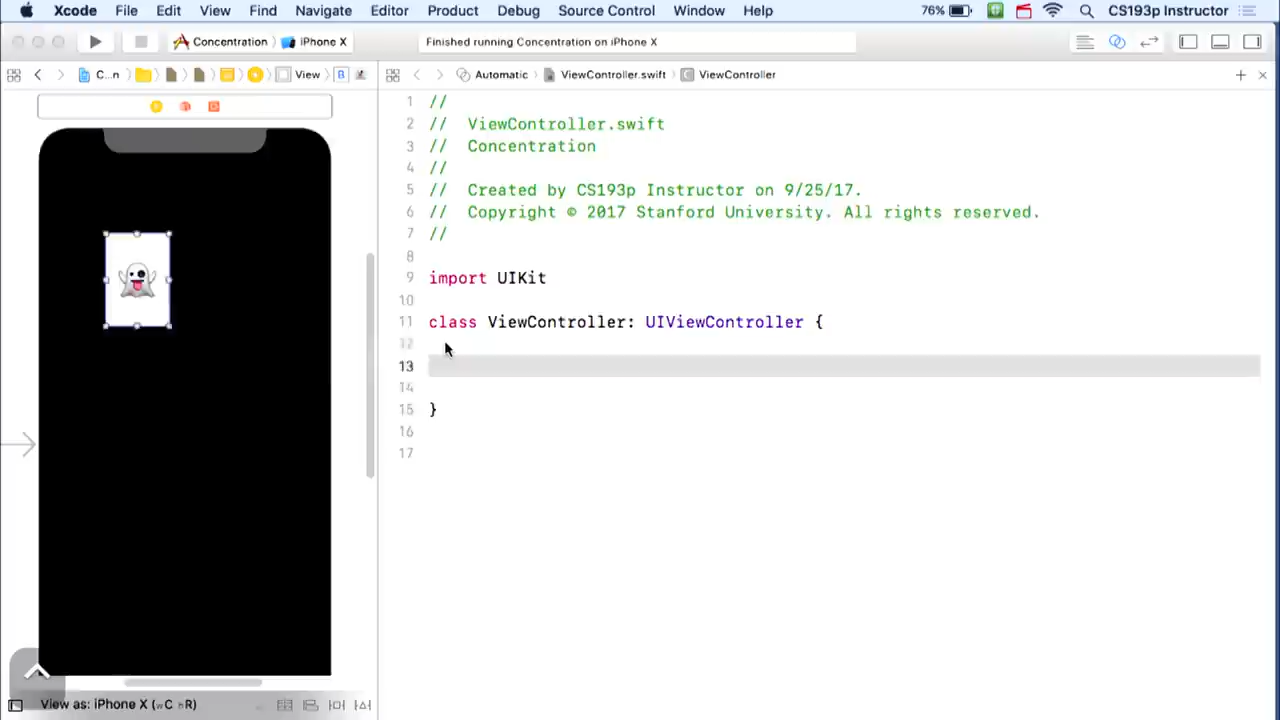 Xcode File Edit View Find Navigate Editor Product Debug Source Control Window Help 76% CS193p Instructor
Concentration iPhone X Finished running Concentration on iPhone X
C...n View B Automatic ViewController.swift ViewController
1 //
2 // ViewController.swift
3 // Concentration
4 //
5 // Created by CS193p Instructor on 9/25/17.
6 // Copyright © 2017 Stanford University. All rights reserved.
7 //
8
9 import UIKit
10
11 class ViewController: UIViewController {
12
13
14
15 }
16
17
View as: iPhone X (wC hR)